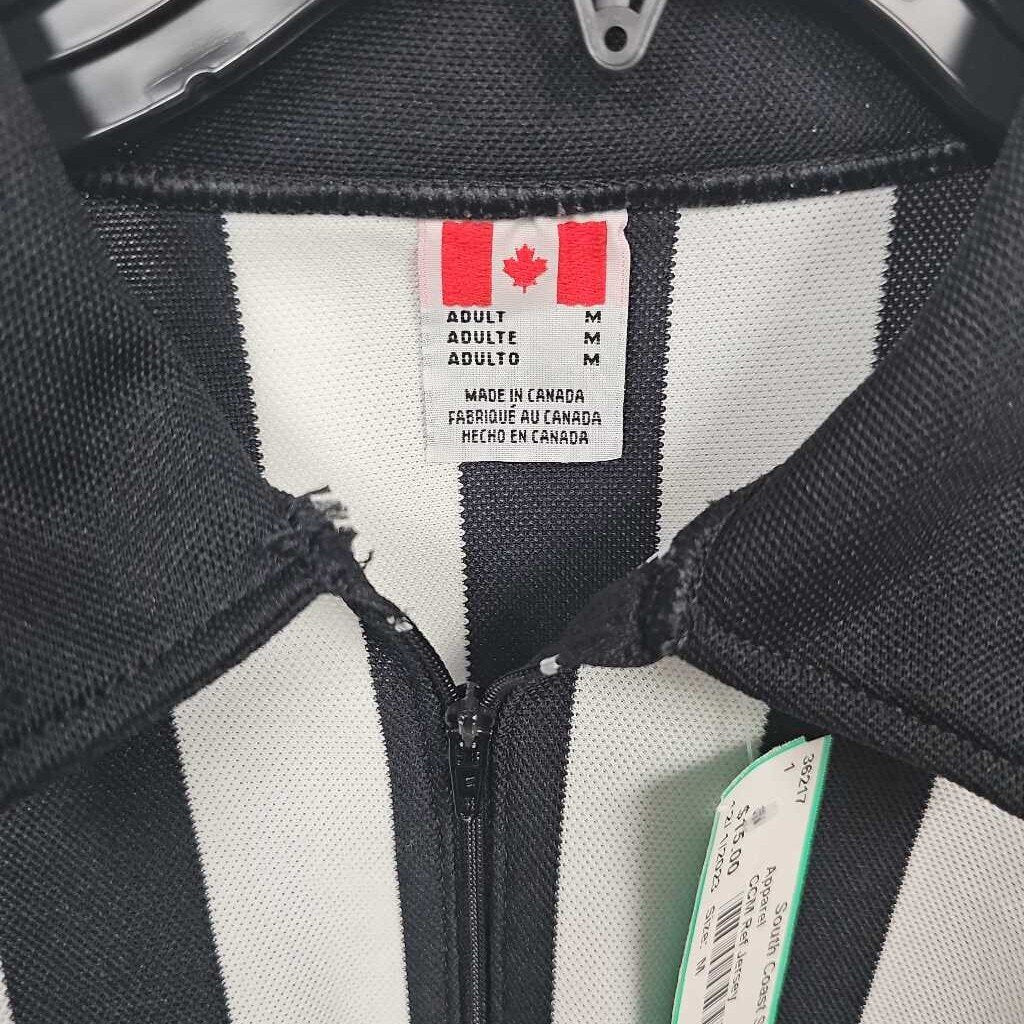 ADULT M
ADULTE M
ADULTO M
MADE IN CANADA
FABRIQUÉ AU CANADA
HECHO EN CANADA
36217
1
$15.00
South Coast
Apparel
CCM Ref Jersey
Size: M